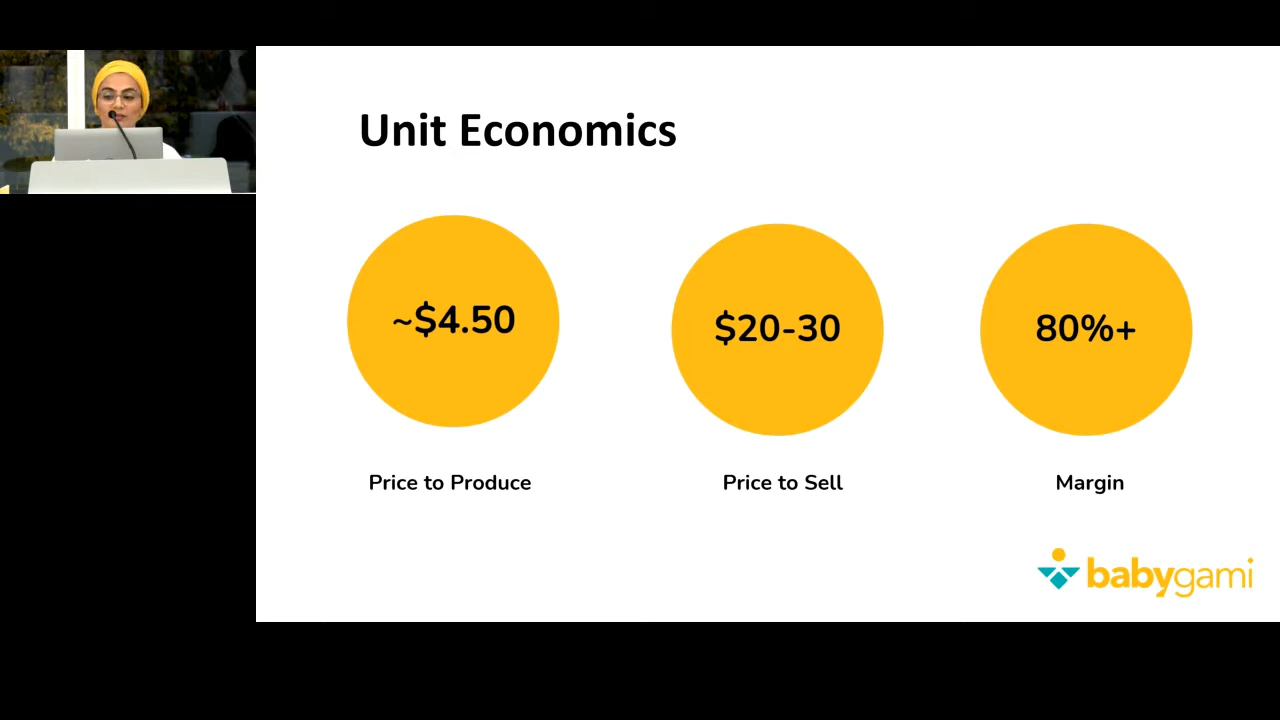 Unit Economics
~$4.50
$20-30
80%+
Price to Produce
Price to Sell
Margin
babygami